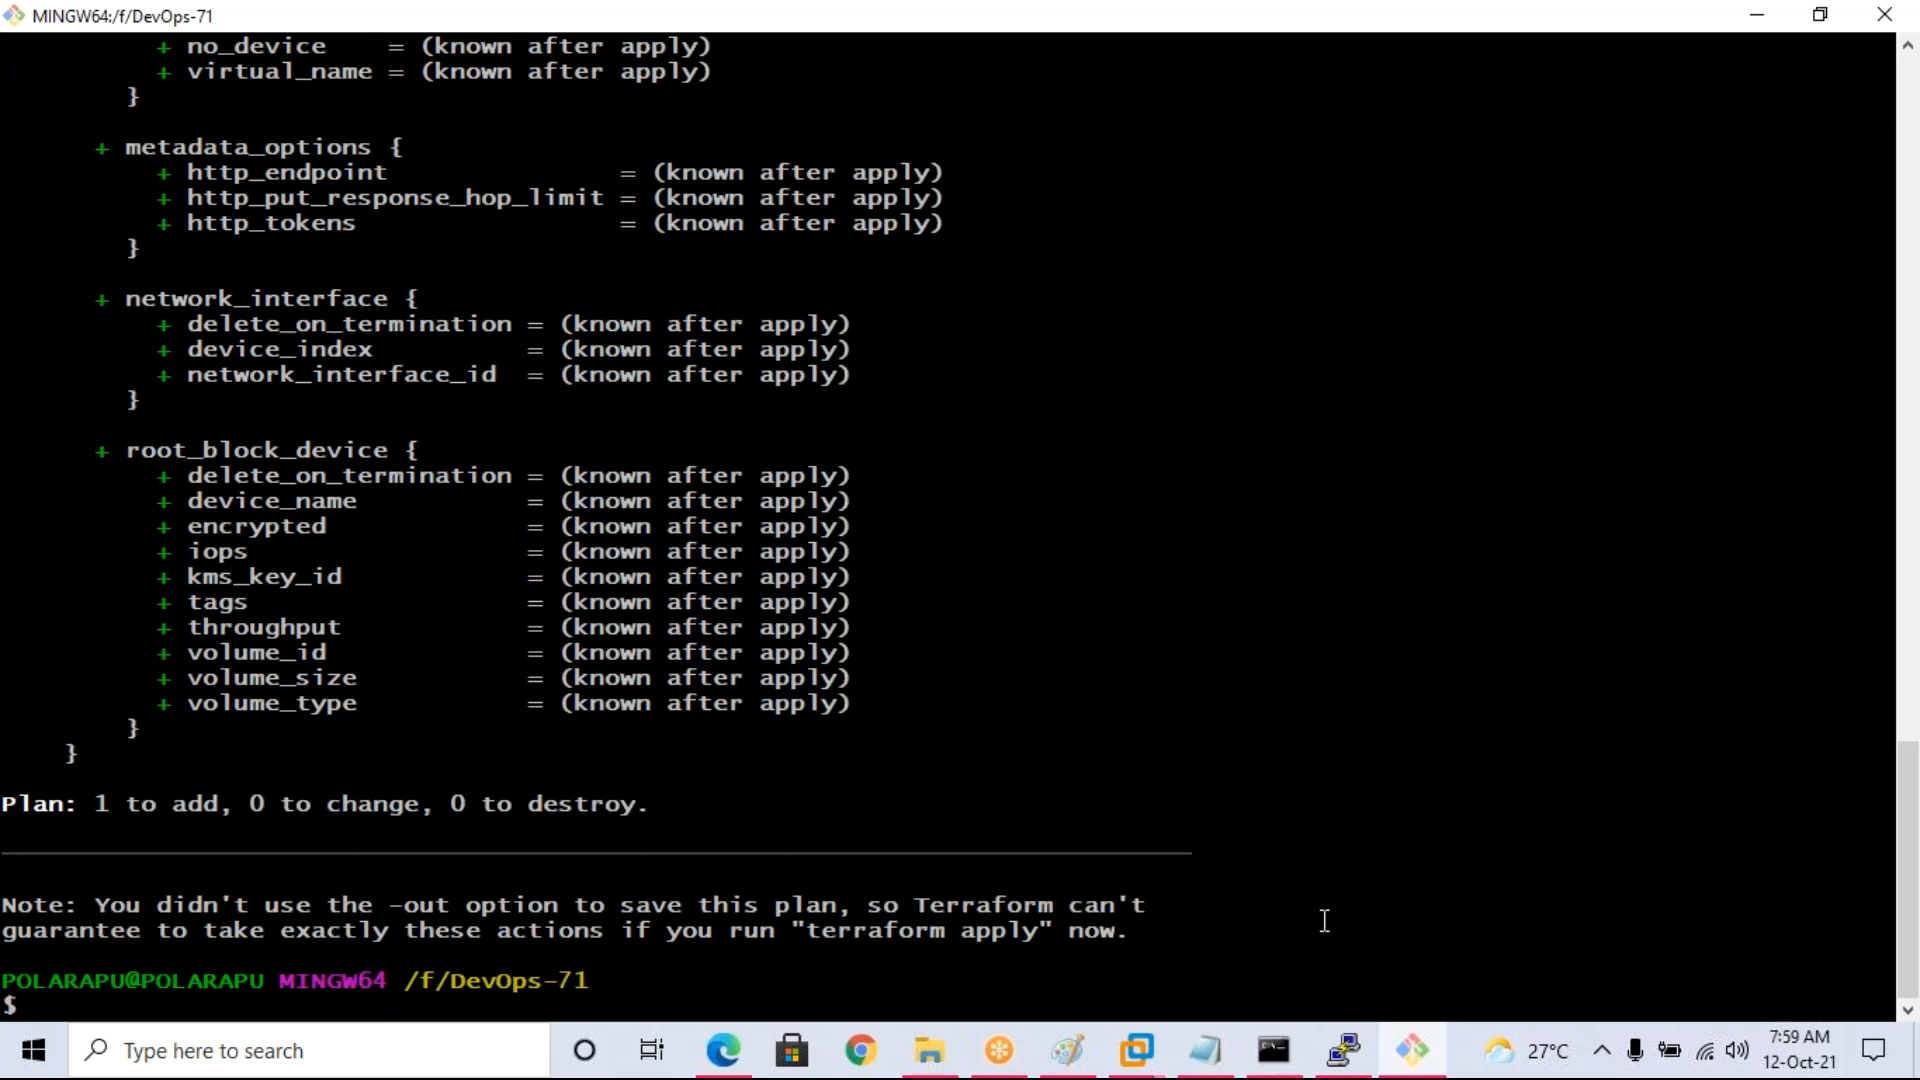 MINGW64:/f/DevOps-71
+ no_device    = (known after apply)
+ virtual_name = (known after apply)
}
+ metadata_options {
+ http_endpoint               = (known after apply)
+ http_put_response_hop_limit = (known after apply)
+ http_tokens                 = (known after apply)
}
+ network_interface {
+ delete_on_termination = (known after apply)
+ device_index          = (known after apply)
+ network_interface_id  = (known after apply)
}
+ root_block_device {
+ delete_on_termination = (known after apply)
+ device_name           = (known after apply)
+ encrypted             = (known after apply)
+ iops                  = (known after apply)
+ kms_key_id            = (known after apply)
+ tags                  = (known after apply)
+ throughput            = (known after apply)
+ volume_id             = (known after apply)
+ volume_size           = (known after apply)
+ volume_type           = (known after apply)
}
}
Plan: 1 to add, 0 to change, 0 to destroy.
Note: You didn't use the -out option to save this plan, so Terraform can't
guarantee to take exactly these actions if you run "terraform apply" now.
POLARAPU@POLARAPU MINGW64 /f/DevOps-71
$
Type here to search
27°C
7:59 AM
12-Oct-21